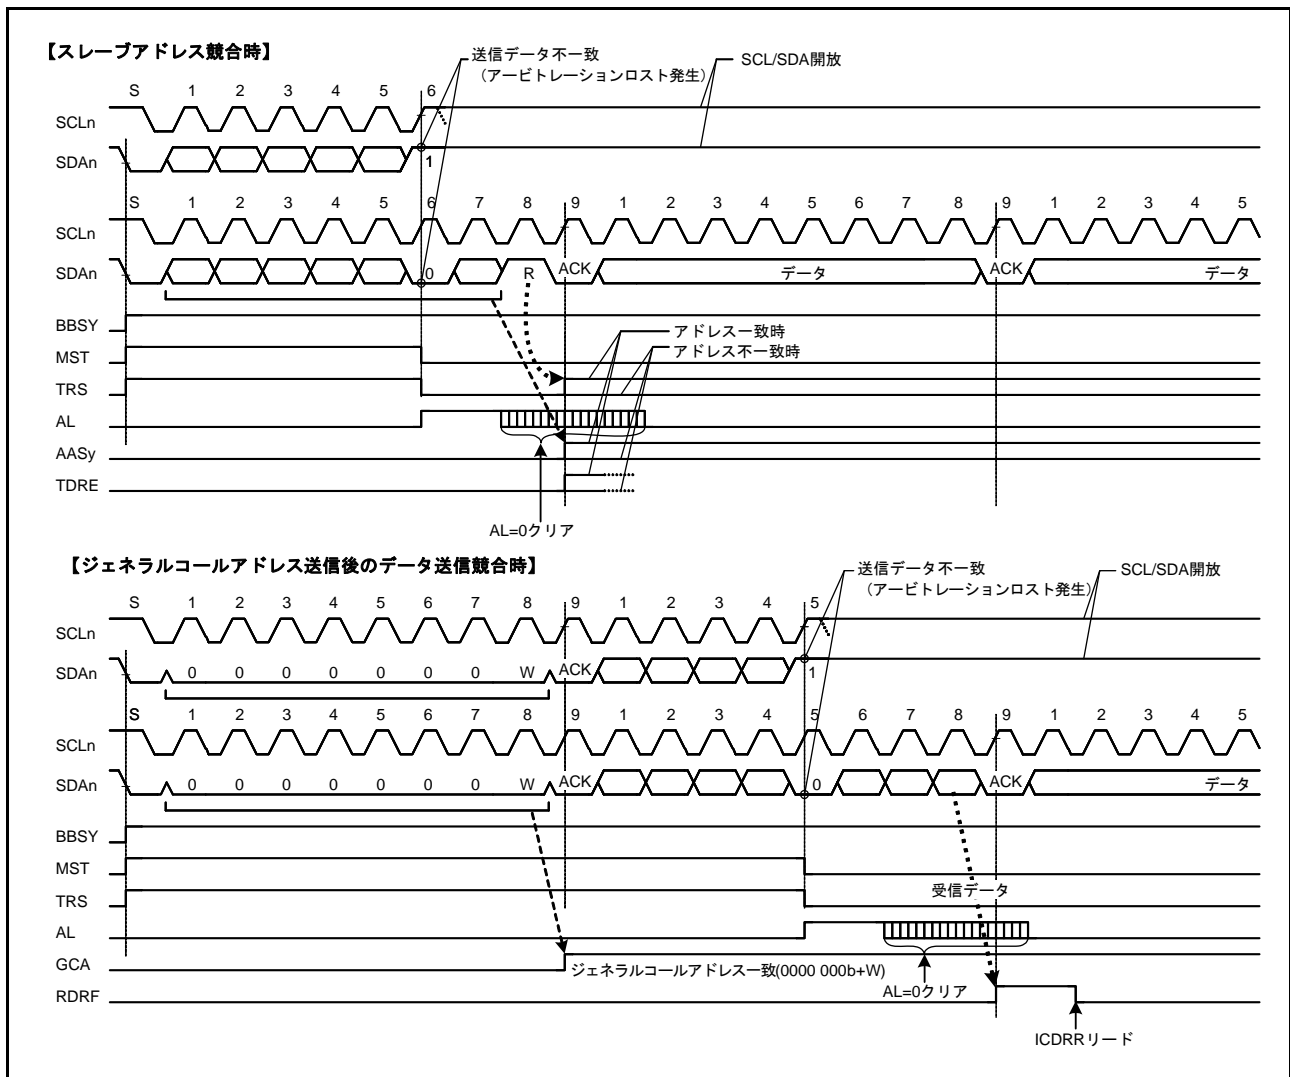 【スレーブアドレス競合時】
送信データ不一致
（アービトレーションロスト発生）
SCL/SDA開放
S 1 2 3 4 5 6
SCLn
SDAn 1
S 1 2 3 4 5 6 7 8 9 1 2 3 4 5 6 7 8 9 1 2 3 4 5
SCLn
SDAn 0 R ACK データ ACK データ
BBSY
アドレス一致時
MST
アドレス不一致時
TRS
AL
AASy
TDRE
AL=0クリア
【ジェネラルコールアドレス送信後のデータ送信競合時】
送信データ不一致
（アービトレーションロスト発生）
SCL/SDA開放
S 1 2 3 4 5 6 7 8 9 1 2 3 4 5
SCLn
SDAn 0 0 0 0 0 0 0 W ACK 1
S 1 2 3 4 5 6 7 8 9 1 2 3 4 5 6 7 8 9 1 2 3 4 5
SCLn
SDAn 0 0 0 0 0 0 0 W ACK 0 ACK データ
BBSY
MST
受信データ
TRS
AL
GCA
ジェネラルコールアドレス一致(0000 000b+W)
AL=0クリア
RDRF
ICDRRリード